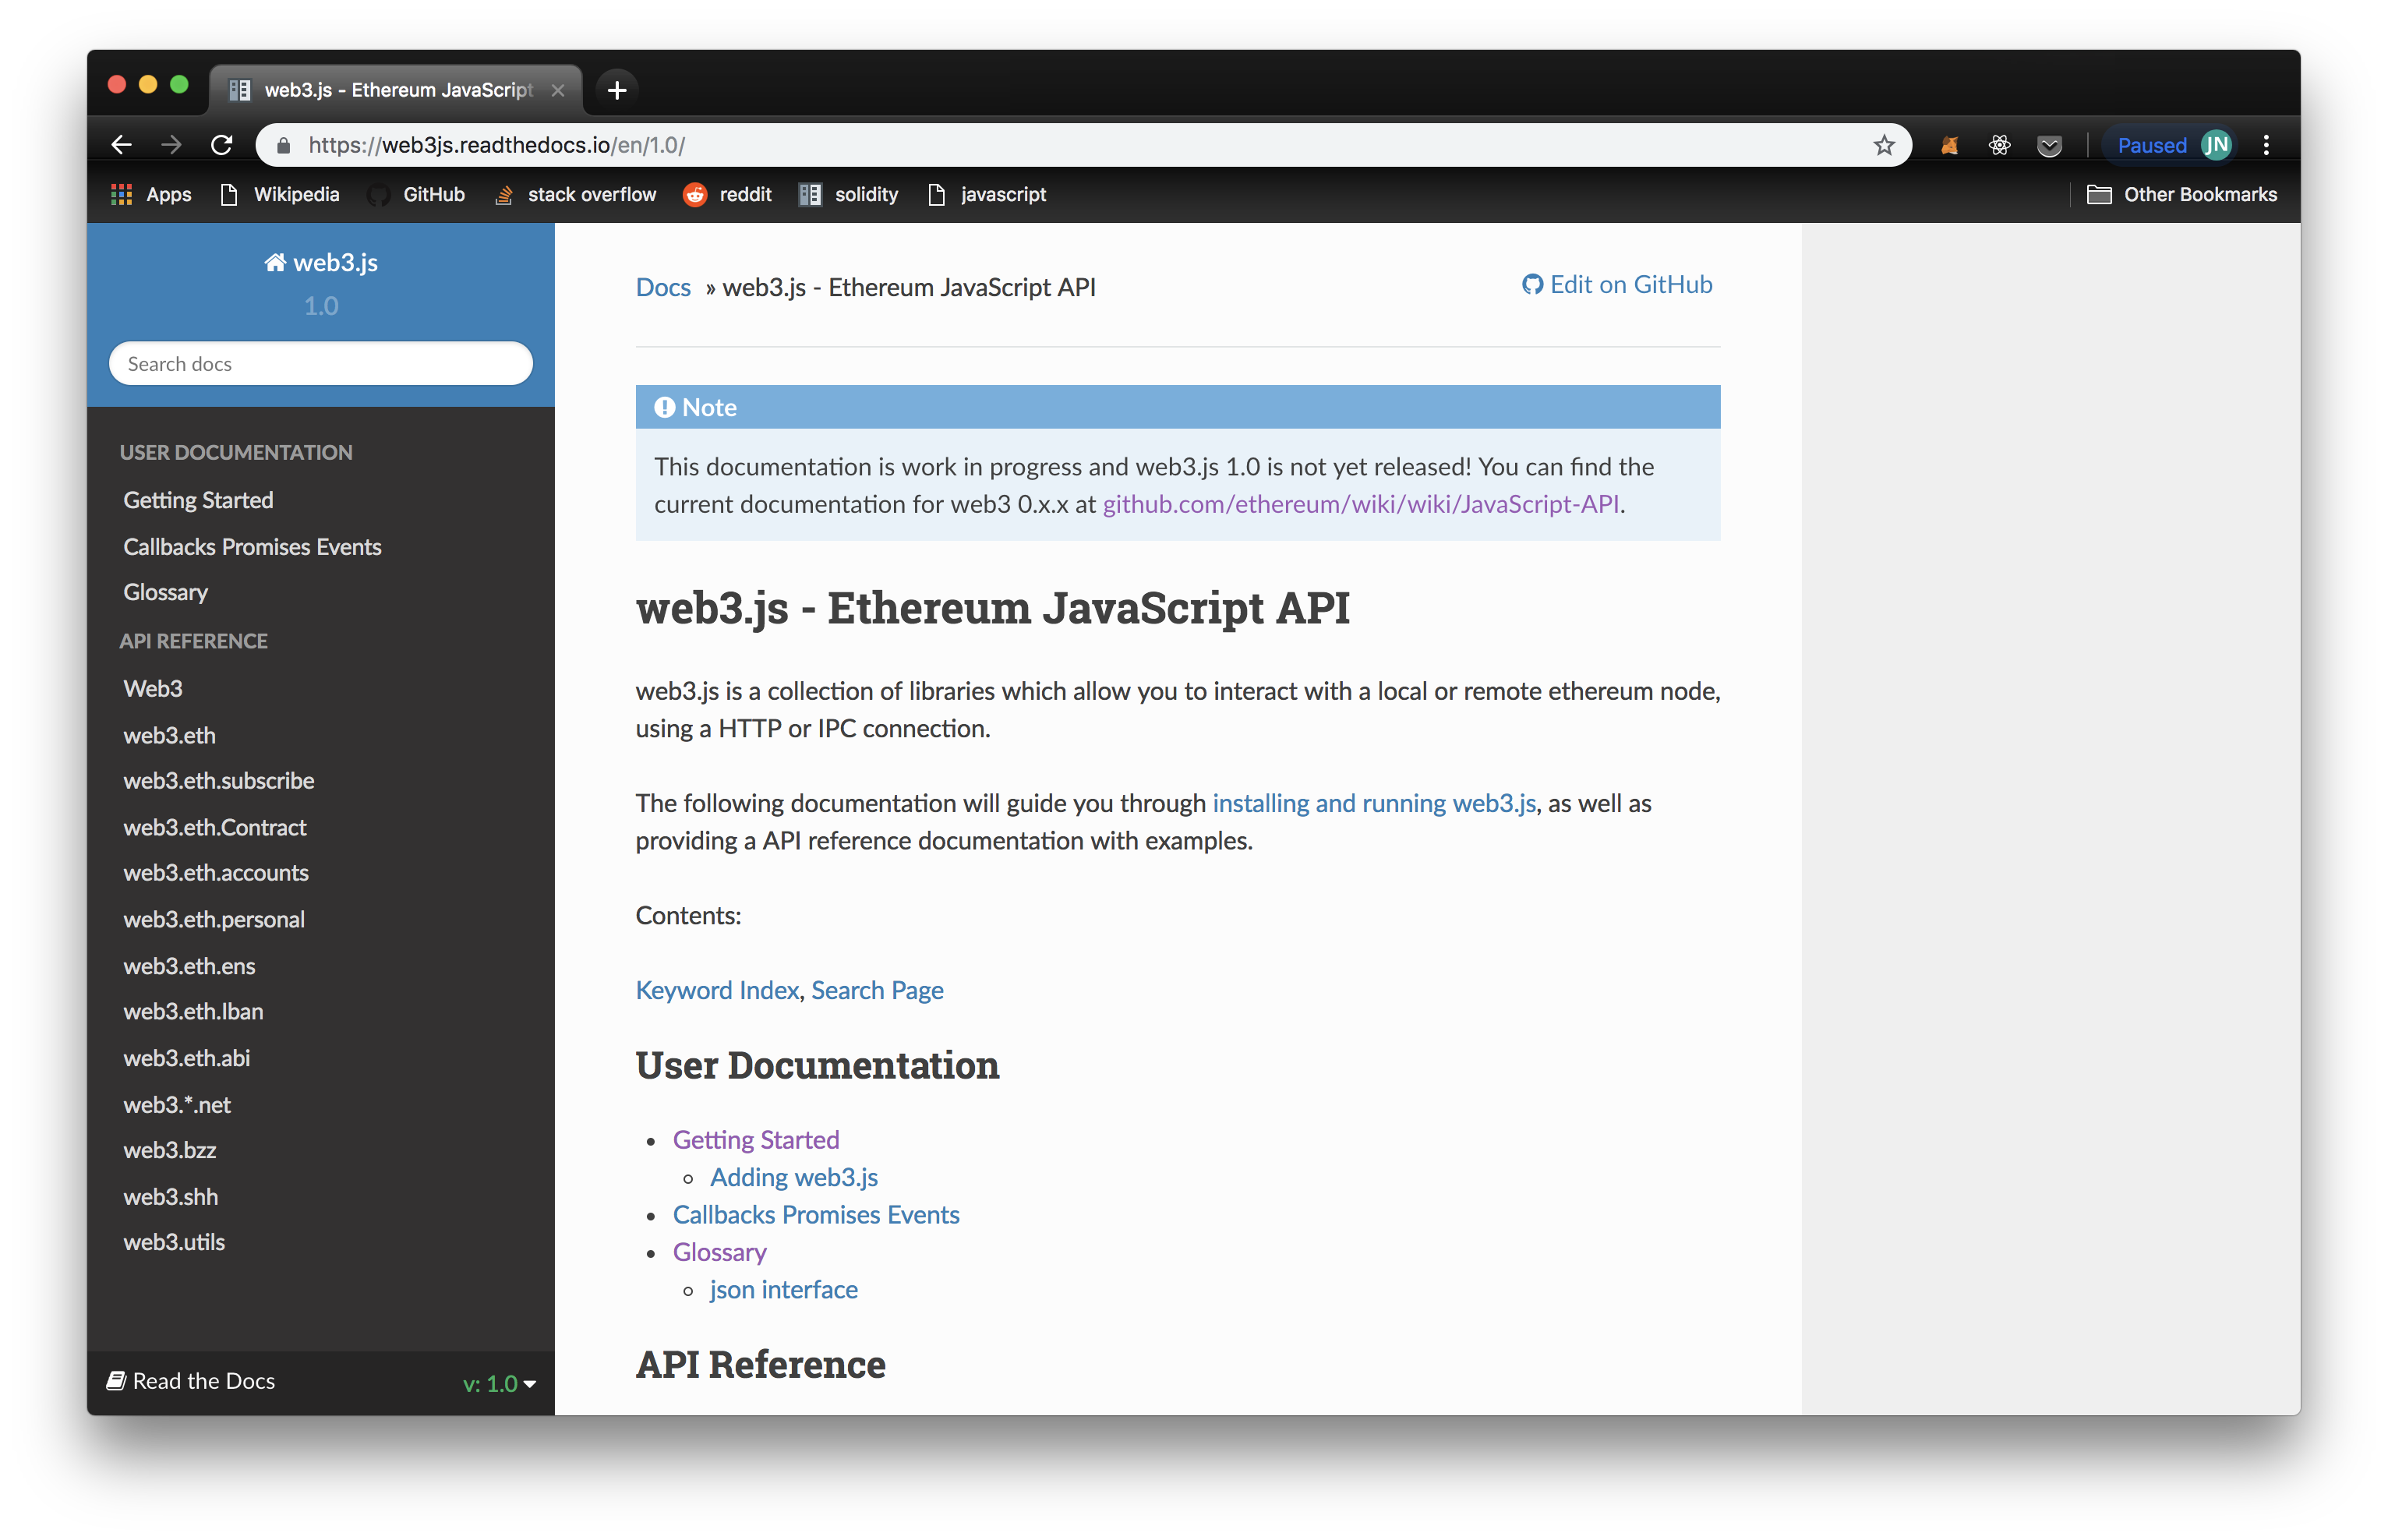 web3.js - Ethereum JavaScript
https://web3js.readthedocs.io/en/1.0/
Paused JN
Apps Wikipedia GitHub stack overflow reddit solidity javascript Other Bookmarks
web3.js
1.0
Search docs
USER DOCUMENTATION
Getting Started
Callbacks Promises Events
Glossary
API REFERENCE
Web3
web3.eth
web3.eth.subscribe
web3.eth.Contract
web3.eth.accounts
web3.eth.personal
web3.eth.ens
web3.eth.Iban
web3.eth.abi
web3.*.net
web3.bzz
web3.shh
web3.utils
Read the Docs v: 1.0
Docs » web3.js - Ethereum JavaScript API
Edit on GitHub
Note
This documentation is work in progress and web3.js 1.0 is not yet released! You can find the
current documentation for web3 0.x.x at github.com/ethereum/wiki/wiki/JavaScript-API.
web3.js - Ethereum JavaScript API
web3.js is a collection of libraries which allow you to interact with a local or remote ethereum node,
using a HTTP or IPC connection.
The following documentation will guide you through installing and running web3.js, as well as
providing a API reference documentation with examples.
Contents:
Keyword Index, Search Page
User Documentation
• Getting Started
◦ Adding web3.js
• Callbacks Promises Events
• Glossary
◦ json interface
API Reference